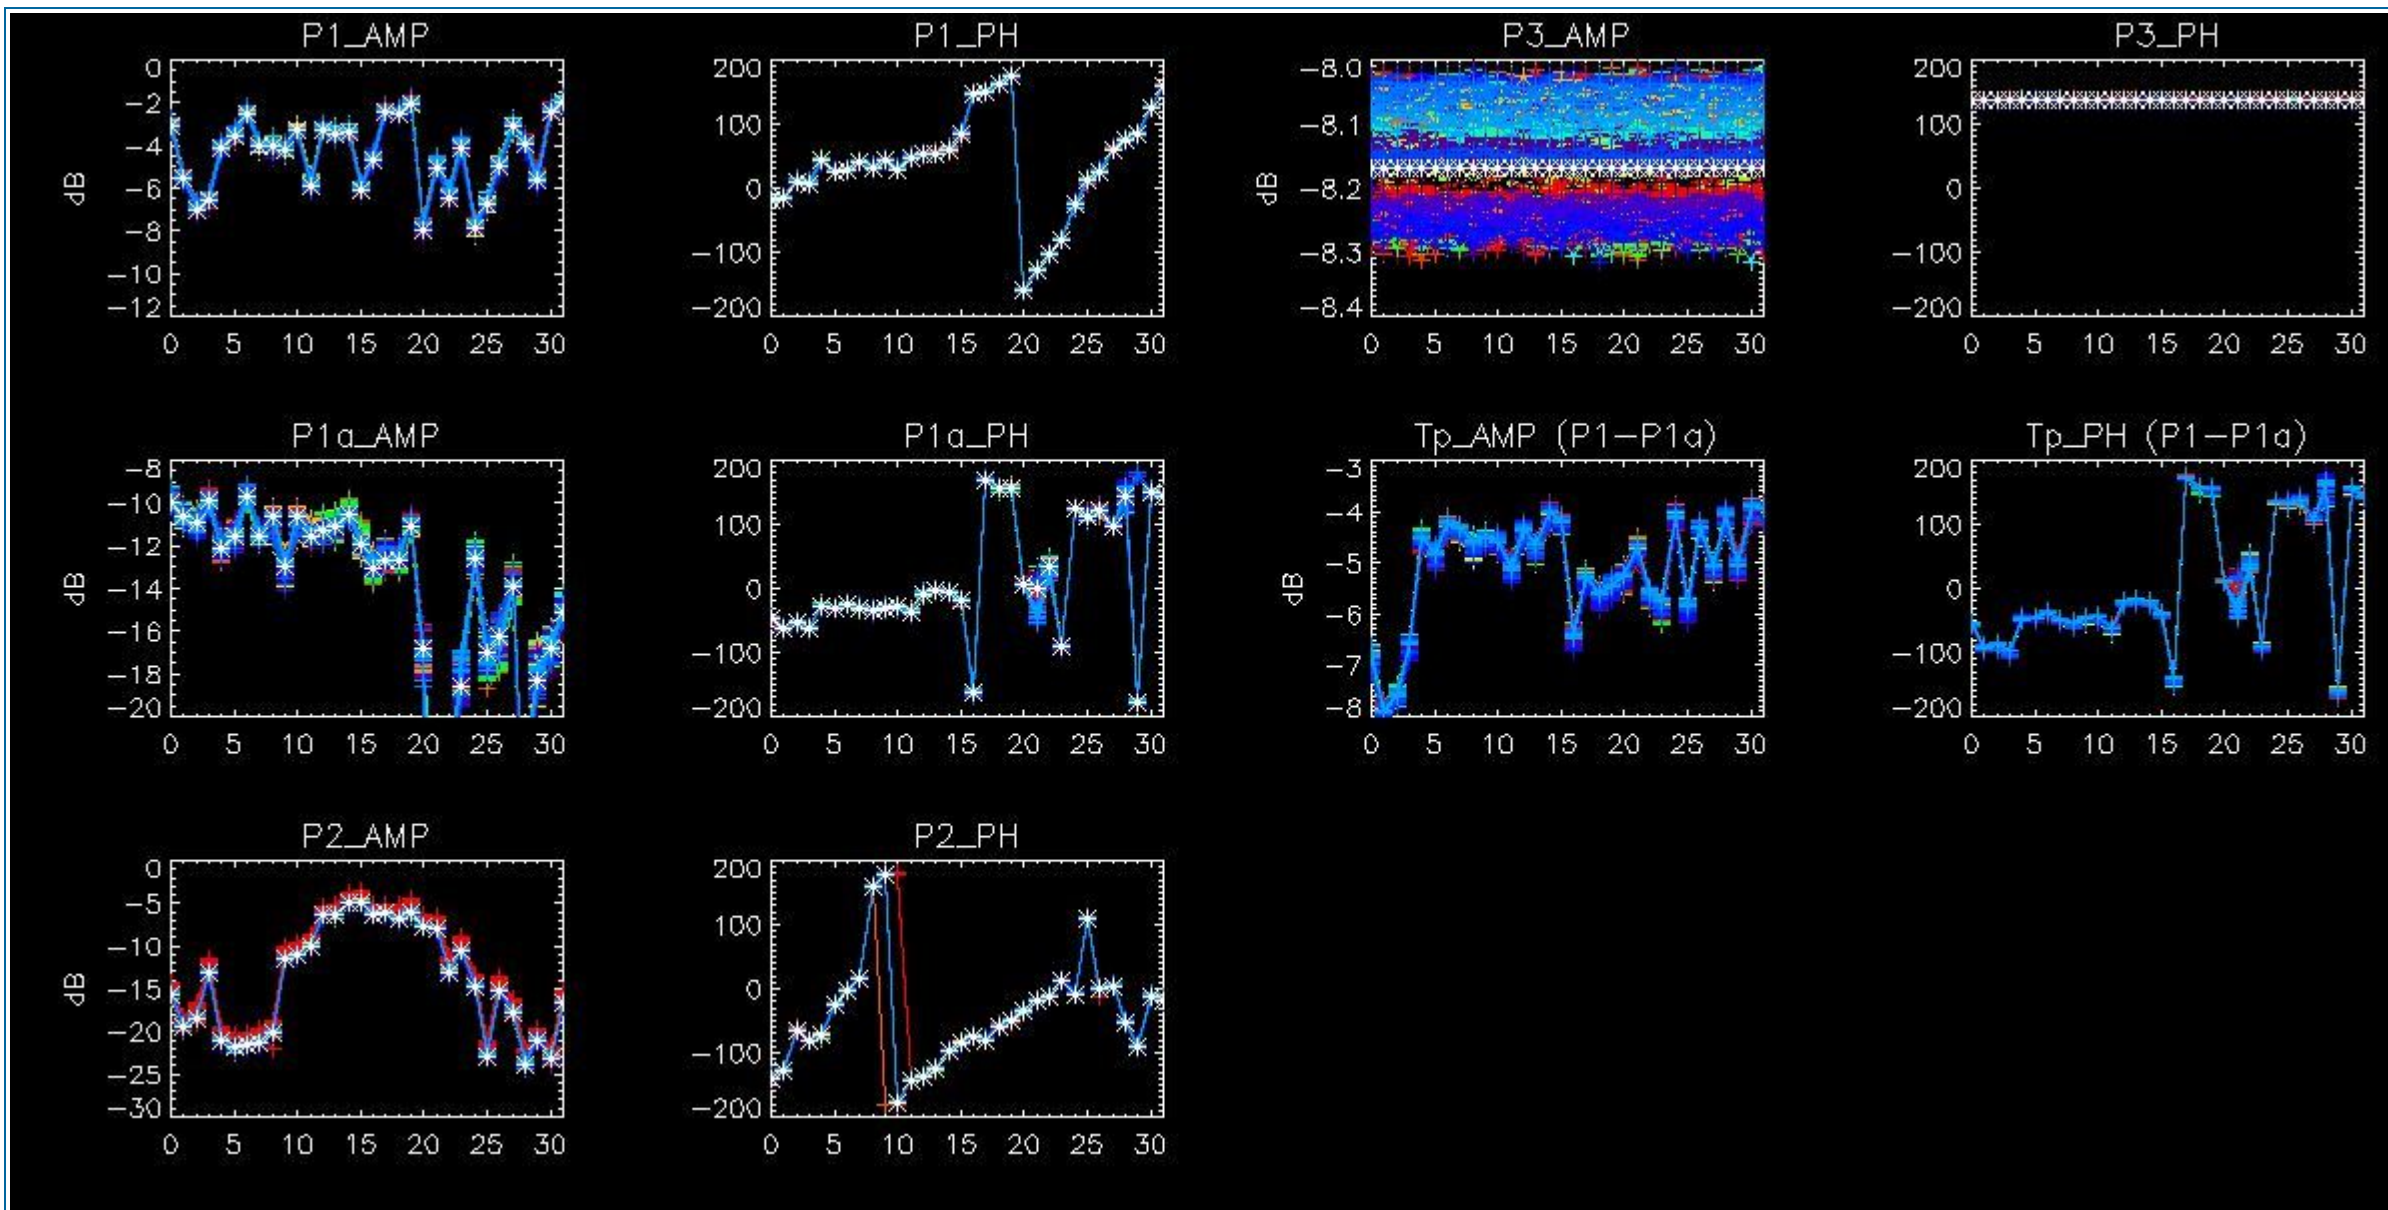 P1_AMP
0
−2
−4
−6
−8
−10
−12
dB
0 5 10 15 20 25 30
P1_PH
200
100
0
−100
−200
0 5 10 15 20 25 30
P3_AMP
−8.0
−8.1
−8.2
−8.3
−8.4
dB
0 5 10 15 20 25 30
P3_PH
200
100
0
−100
−200
0 5 10 15 20 25 30
P1a_AMP
−8
−10
−12
−14
−16
−18
−20
dB
0 5 10 15 20 25 30
P1a_PH
200
100
0
−100
−200
0 5 10 15 20 25 30
Tp_AMP (P1−P1a)
−3
−4
−5
−6
−7
−8
dB
0 5 10 15 20 25 30
Tp_PH (P1−P1a)
200
100
0
−100
−200
0 5 10 15 20 25 30
P2_AMP
0
−5
−10
−15
−20
−25
−30
dB
0 5 10 15 20 25 30
P2_PH
200
100
0
−100
−200
0 5 10 15 20 25 30